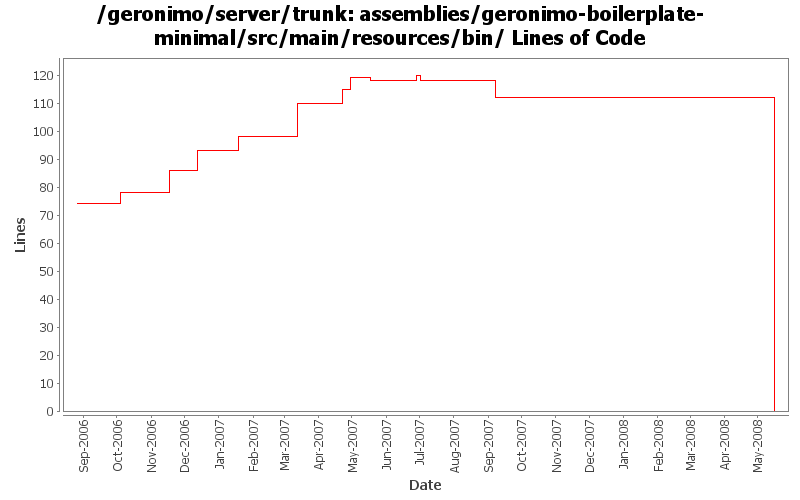 /geronimo/server/trunk: assemblies/geronimo-boilerplate-
minimal/src/main/resources/bin/ Lines of Code
120
110
100
90
80
70
60
50
40
30
20
10
0
Lines
Sep-2006
Oct-2006
Nov-2006
Dec-2006
Jan-2007
Feb-2007
Mar-2007
Apr-2007
May-2007
Jun-2007
Jul-2007
Aug-2007
Sep-2007
Oct-2007
Nov-2007
Dec-2007
Jan-2008
Feb-2008
Mar-2008
Apr-2008
May-2008
Date